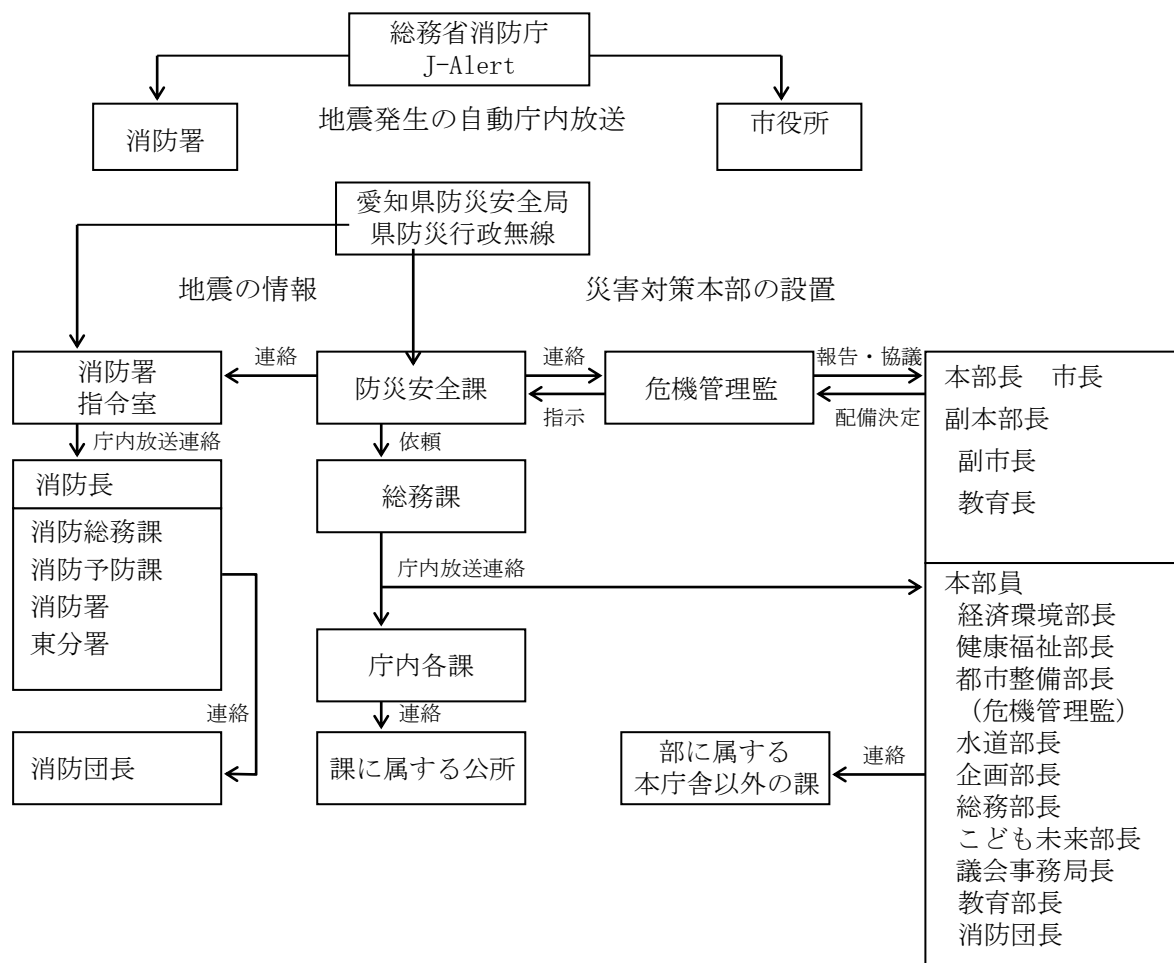 総務省消防庁
J-Alert
消防署
地震発生の自動庁内放送
市役所
愛知県防災安全局
県防災行政無線
地震の情報
災害対策本部の設置
消防署
指令室
連絡
防災安全課
連絡
指示
危機管理監
報告・協議
配備決定
本部長 市長
副本部長
副市長
教育長
庁内放送連絡
依頼
消防長
消防総務課
消防予防課
消防署
東分署
総務課
庁内放送連絡
本部員
経済環境部長
健康福祉部長
都市整備部長
(危機管理監)
水道部長
企画部長
総務部長
こども未来部長
議会事務局長
教育部長
消防団長
庁内各課
連絡
連絡
消防団長
課に属する公所
部に属する
本庁舎以外の課
連絡